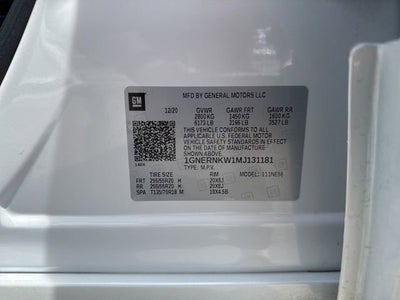 GM
MFD BY GENERAL MOTORS LLC
12/20 GVWR GAWR FRT GAWR RR
2800 KG 1450 KG 1600 KG
6173 LB 3196 LB 3527 LB
THIS VEHICLE CONFORMS TO ALL
APPLICABLE U.S. FEDERAL MOTOR
VEHICLE SAFETY STANDARDS IN
EFFECT ON THE DATE OF MANUFACTURE
SHOWN ABOVE.
1GNERNKW1MJ131181
TYPE: M.P.V. MODEL:
TIRE SIZE RIM
FRT 255/55R20 H 20X8J
RR 255/55R20 H 20X8J
SPA T135/70R18 M 18X4.5B